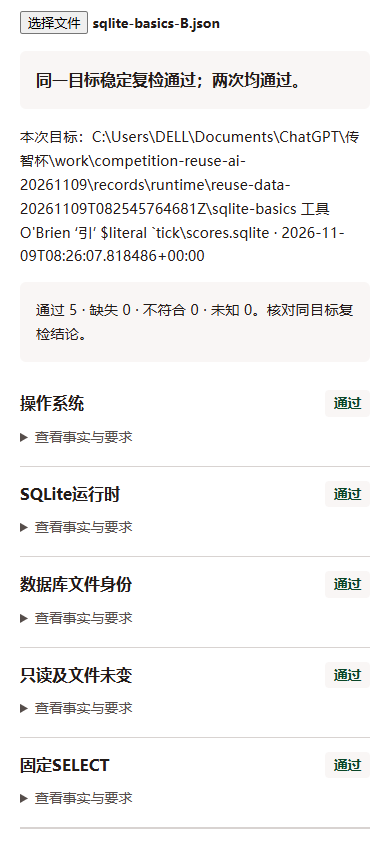 选择文件 sqlite-basics-B.json
同一目标稳定复检通过；两次均通过。
本次目标：C:\Users\DELL\Documents\ChatGPT\传
智杯\work\competition-reuse-ai-
20261109\records\runtime\reuse-data-
20261109T082545764681Z\sqlite-basics 工具
O'Brien ‘引’ $literal `tick\scores.sqlite · 2026-11-
09T08:26:07.818486+00:00
通过 5 · 缺失 0 · 不符合 0 · 未知 0。核对同目标复
检结论。
操作系统 通过
查看事实与要求
SQLite运行时 通过
查看事实与要求
数据库文件身份 通过
查看事实与要求
只读及文件未变 通过
查看事实与要求
固定SELECT 通过
查看事实与要求